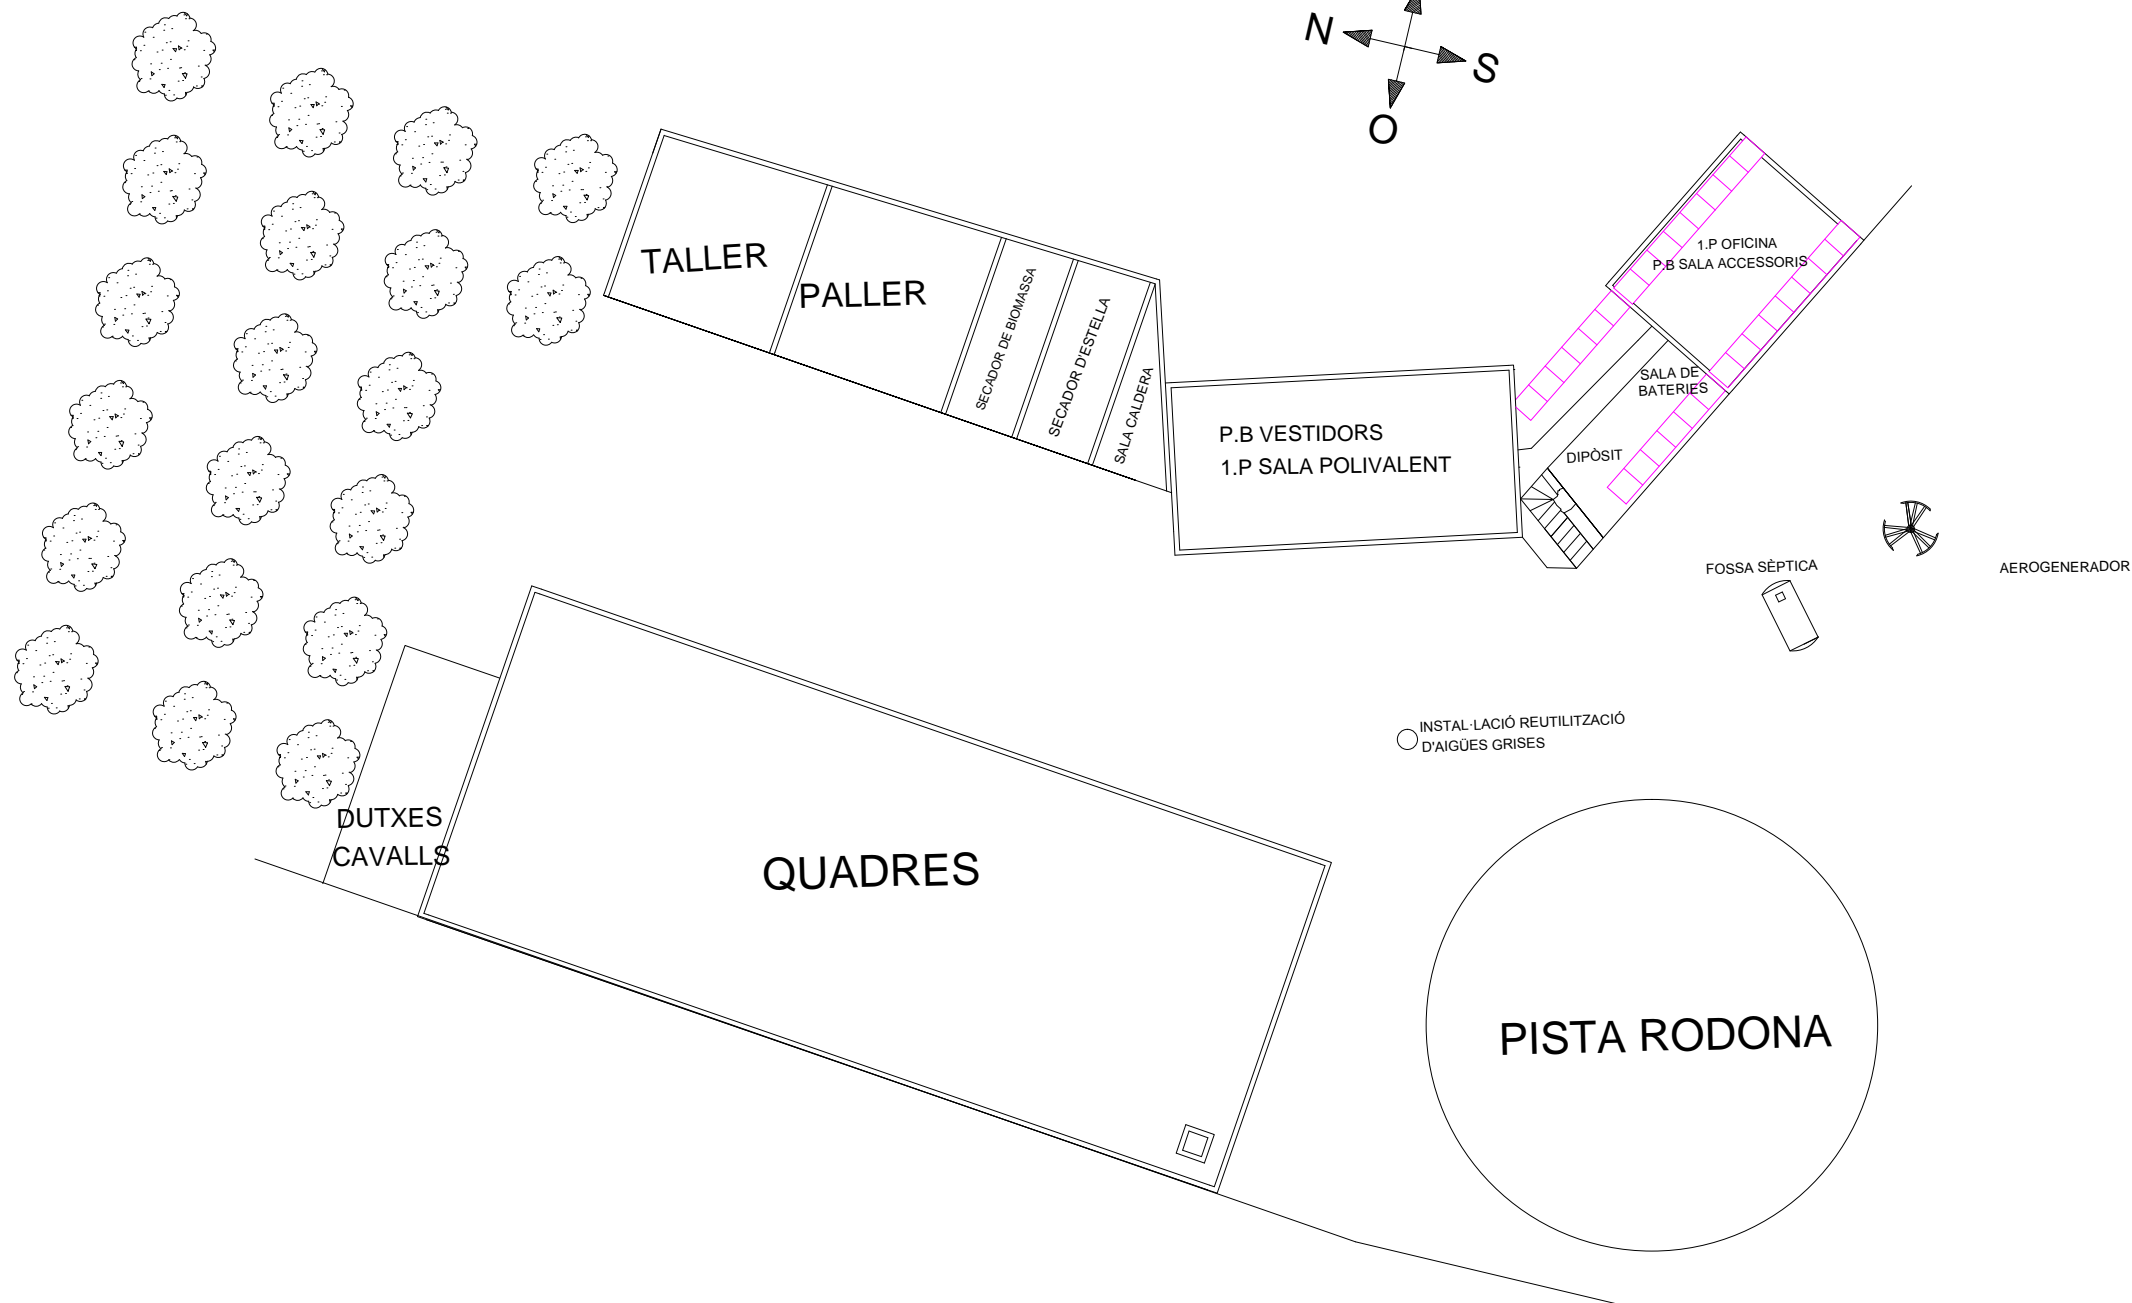 N
S
O
TALLER
PALLER
SECADOR DE BIOMASSA
SECADOR D'ESTELLA
SALA CALDERA
P.B VESTIDORS
1.P SALA POLIVALENT
1.P OFICINA
P.B SALA ACCESSORIS
SALA DE
BATERIES
DIPÒSIT
FOSSA SÈPTICA
AEROGENERADOR
INSTAL·LACIÓ REUTILITZACIÓ
D'AIGÜES GRISES
DUTXES
CAVALLS
QUADRES
PISTA RODONA